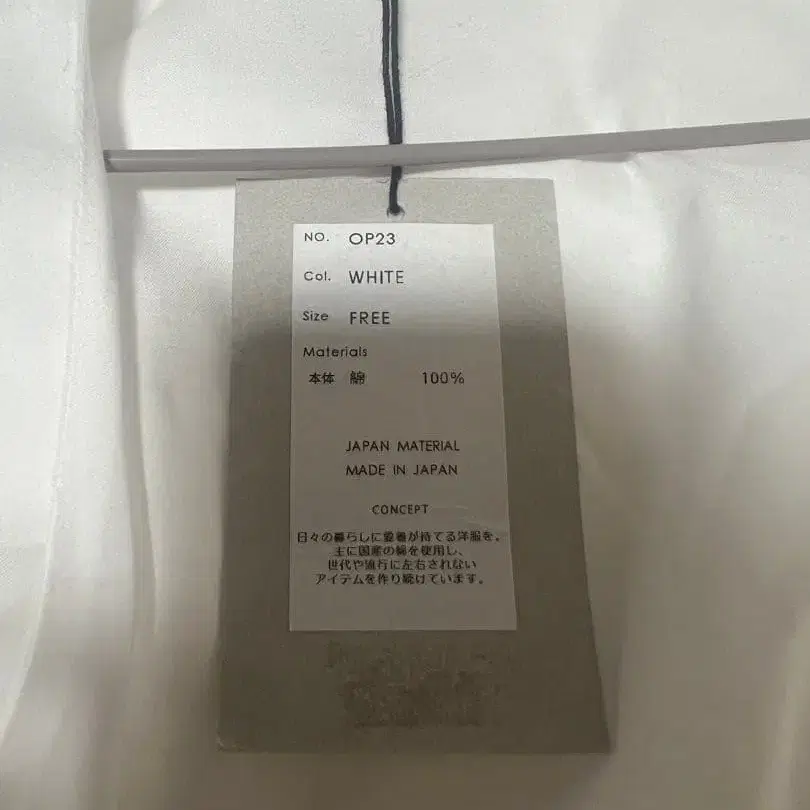 NO. OP23
Col. WHITE
Size FREE
Materials
本体 綿 100%
JAPAN MATERIAL
MADE IN JAPAN
CONCEPT
日々の暮らしに愛着が持てる洋服を。
主に国産の綿を使用し、
世代や流行に左右されない
アイテムを作り続けています。